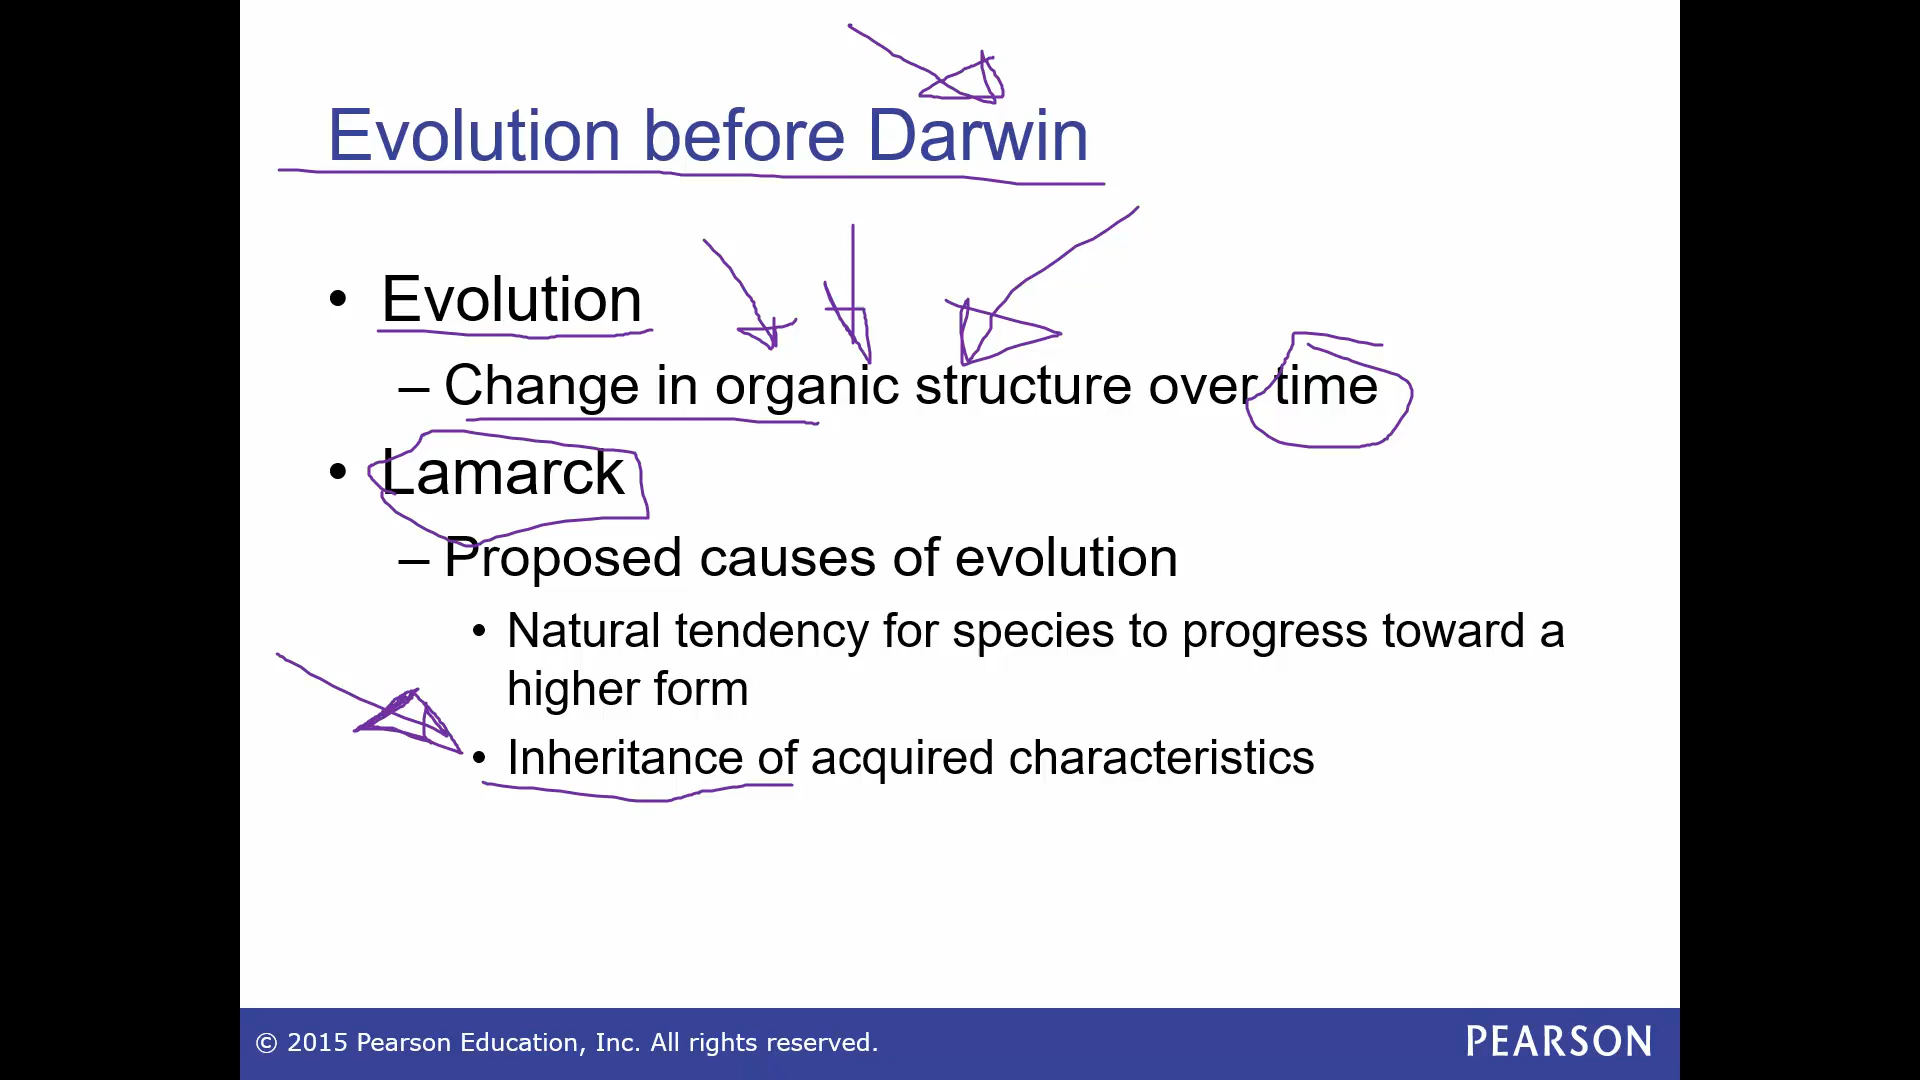 Evolution before Darwin
• Evolution
– Change in organic structure over time
• Lamarck
– Proposed causes of evolution
• Natural tendency for species to progress toward a
higher form
• Inheritance of acquired characteristics
© 2015 Pearson Education, Inc. All rights reserved.
PEARSON